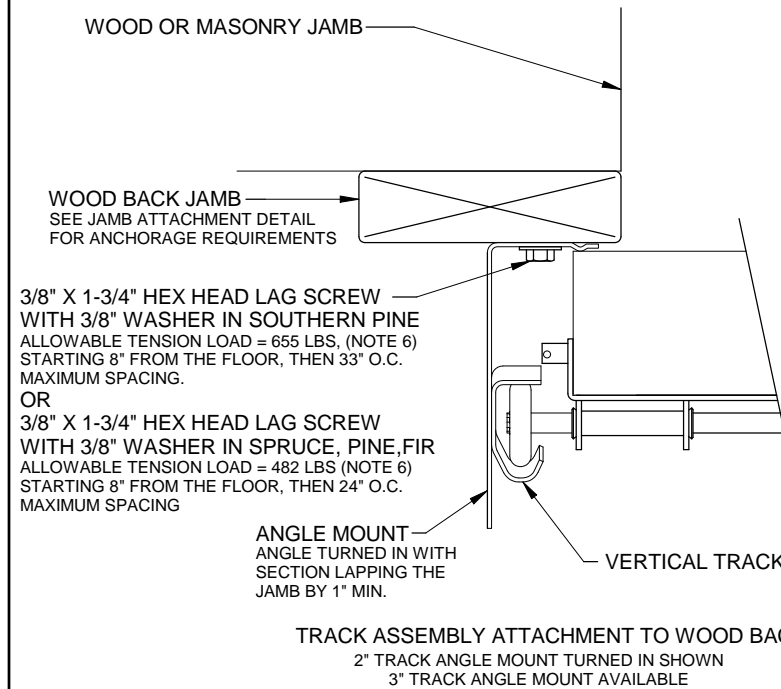 WOOD OR MASONRY JAMB
WOOD BACK JAMB
SEE JAMB ATTACHMENT DETAIL
FOR ANCHORAGE REQUIREMENTS
3/8" X 1-3/4" HEX HEAD LAG SCREW
WITH 3/8" WASHER IN SOUTHERN PINE
ALLOWABLE TENSION LOAD = 655 LBS, (NOTE 6)
STARTING 8" FROM THE FLOOR, THEN 33" O.C.
MAXIMUM SPACING.
OR
3/8" X 1-3/4" HEX HEAD LAG SCREW
WITH 3/8" WASHER IN SPRUCE, PINE,FIR
ALLOWABLE TENSION LOAD = 482 LBS (NOTE 6)
STARTING 8" FROM THE FLOOR, THEN 24" O.C.
MAXIMUM SPACING
ANGLE MOUNT
ANGLE TURNED IN WITH
SECTION LAPPING THE
JAMB BY 1" MIN.
VERTICAL TRACK
TRACK ASSEMBLY ATTACHMENT TO WOOD BAC
2" TRACK ANGLE MOUNT TURNED IN SHOWN
3" TRACK ANGLE MOUNT AVAILABLE